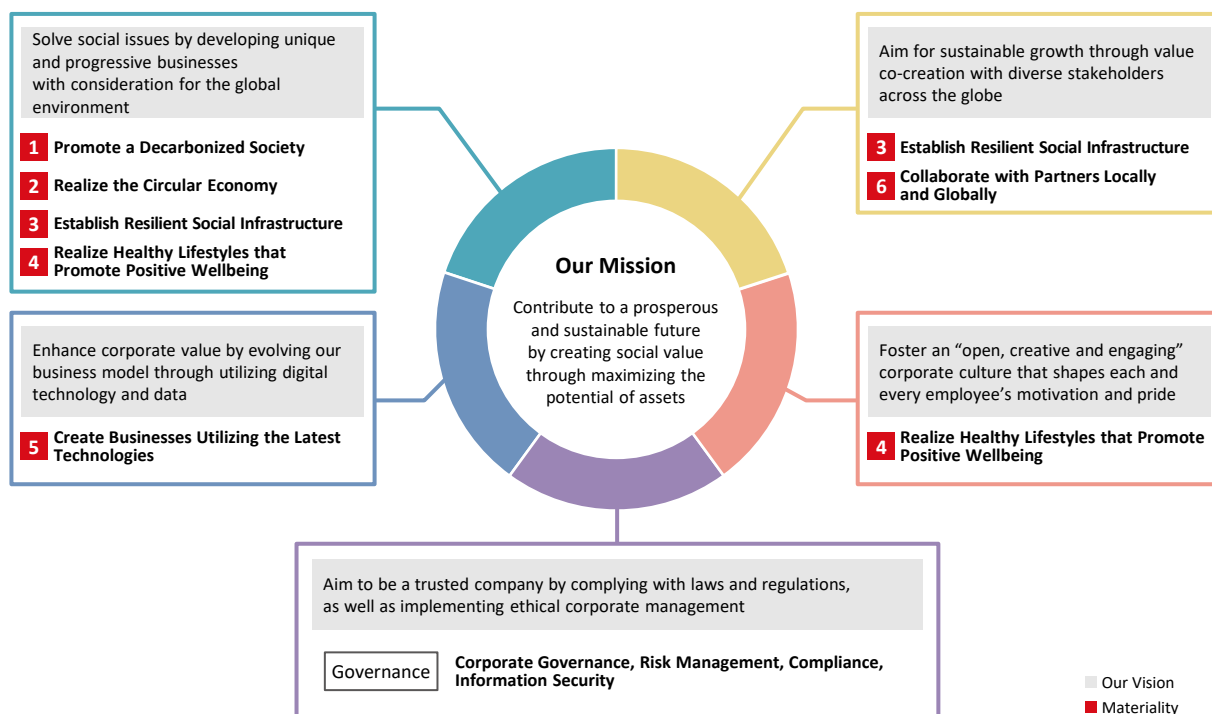 Solve social issues by developing unique
and progressive businesses
with consideration for the global
environment
1 Promote a Decarbonized Society
2 Realize the Circular Economy
3 Establish Resilient Social Infrastructure
4 Realize Healthy Lifestyles that
Promote Positive Wellbeing
Aim for sustainable growth through value
co-creation with diverse stakeholders
across the globe
3 Establish Resilient Social Infrastructure
6 Collaborate with Partners Locally
and Globally
Our Mission
Contribute to a prosperous
and sustainable future
by creating social value
through maximizing the
potential of assets
Enhance corporate value by evolving our
business model through utilizing digital
technology and data
5 Create Businesses Utilizing the Latest
Technologies
Foster an “open, creative and engaging”
corporate culture that shapes each and
every employee’s motivation and pride
4 Realize Healthy Lifestyles that Promote
Positive Wellbeing
Aim to be a trusted company by complying with laws and regulations,
as well as implementing ethical corporate management
Governance
Corporate Governance, Risk Management, Compliance,
Information Security
Our Vision
Materiality